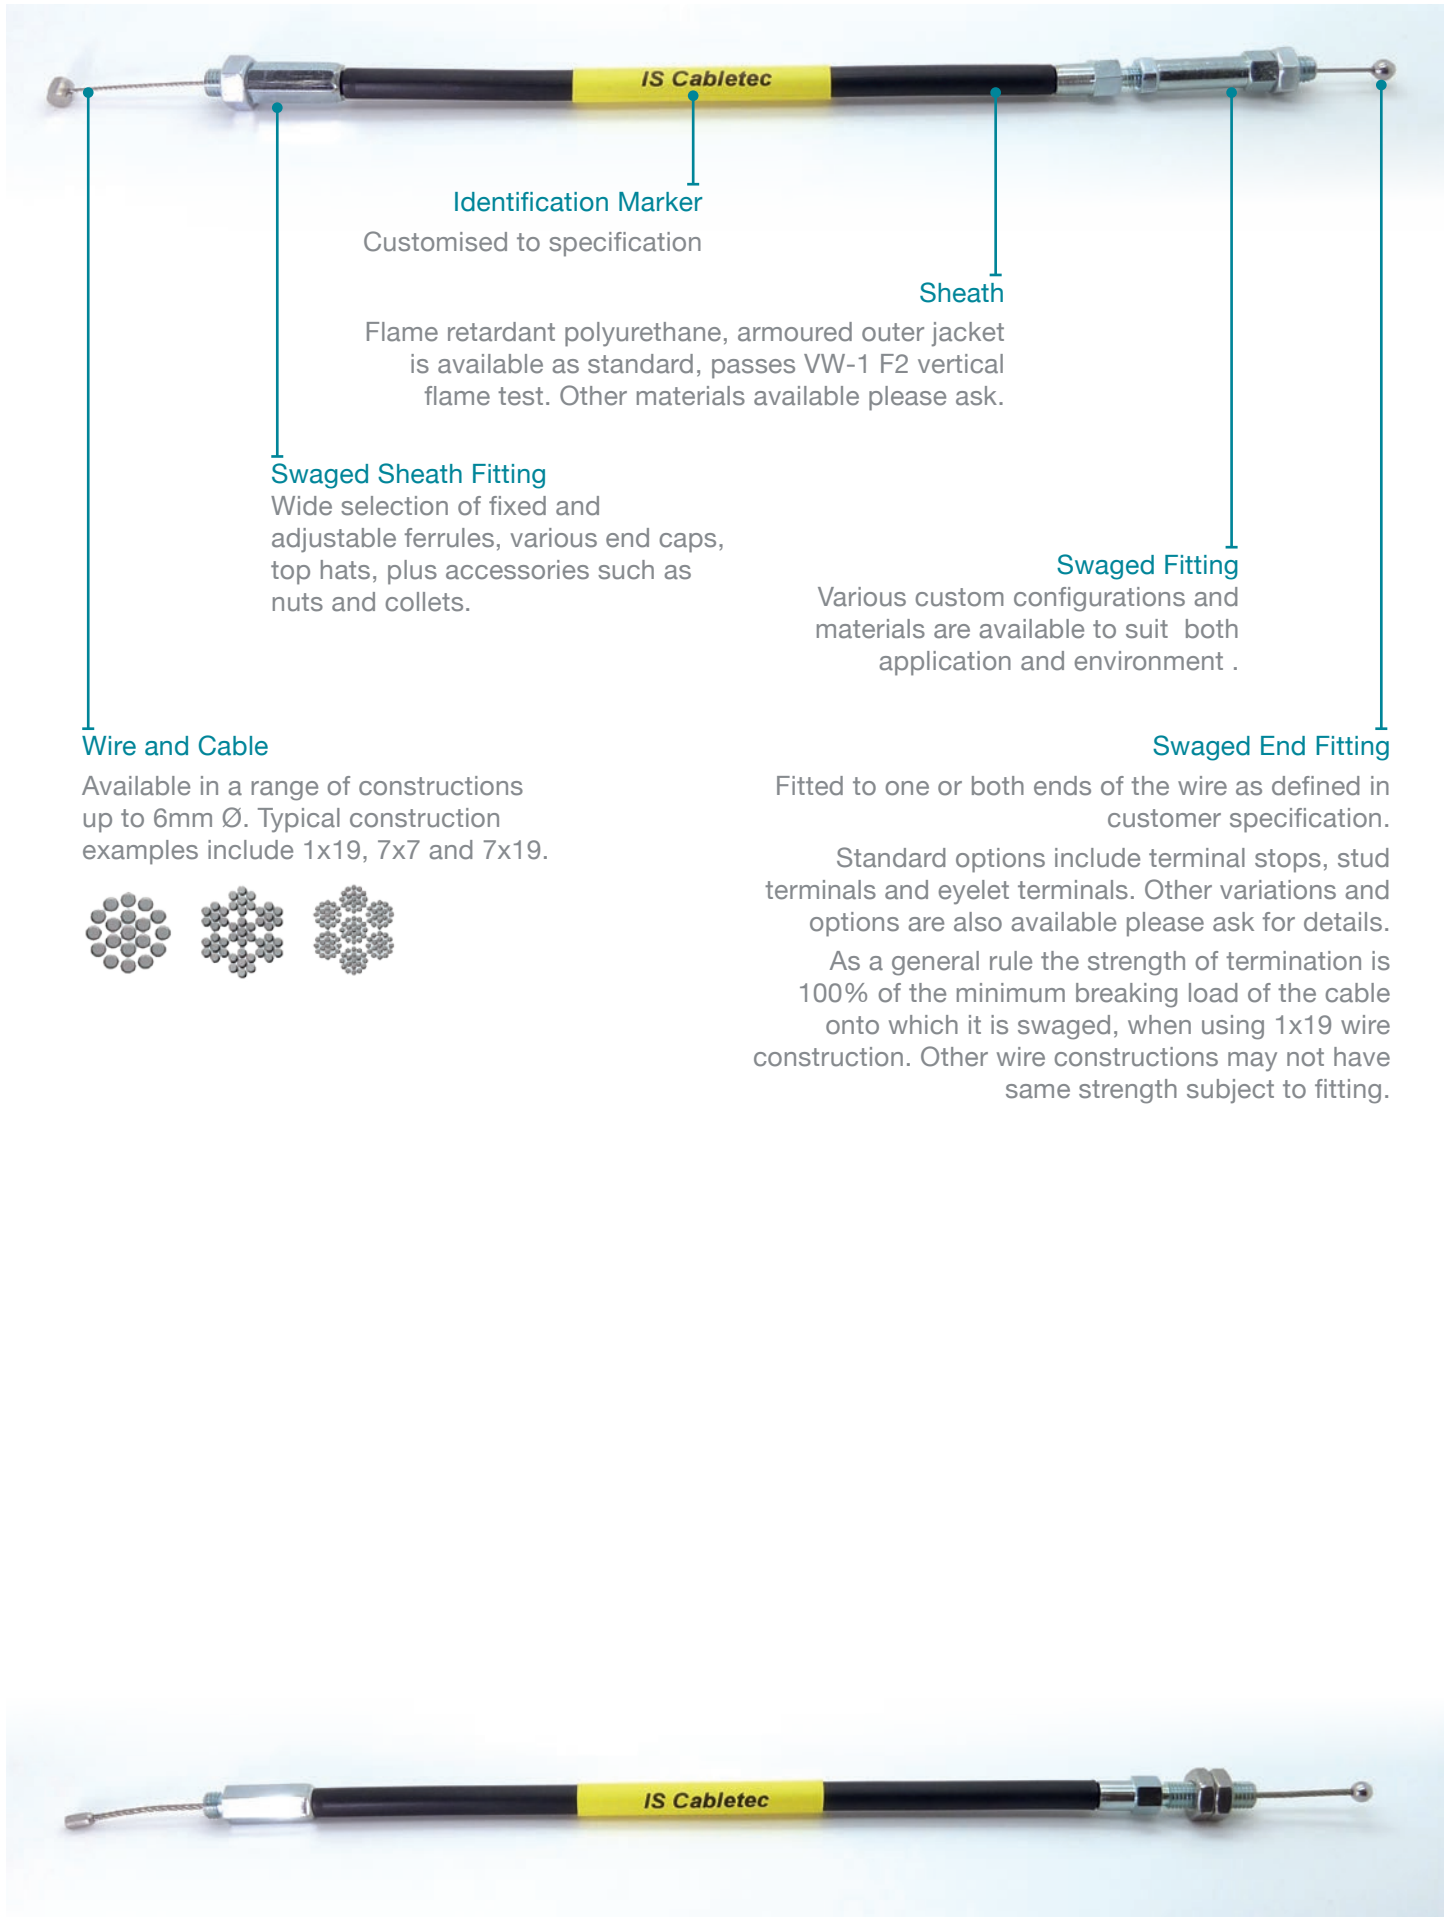 IS Cabletec
Identification Marker
Customised to specification
Sheath
Flame retardant polyurethane, armoured outer jacket
is available as standard, passes VW-1 F2 vertical
flame test. Other materials available please ask.
Swaged Sheath Fitting
Wide selection of fixed and
adjustable ferrules, various end caps,
top hats, plus accessories such as
nuts and collets.
Swaged Fitting
Various custom configurations and
materials are available to suit  both
application and environment .
Wire and Cable
Available in a range of constructions
up to 6mm Ø. Typical construction
examples include 1x19, 7x7 and 7x19.
Swaged End Fitting
Fitted to one or both ends of the wire as defined in
customer specification.
Standard options include terminal stops, stud
terminals and eyelet terminals. Other variations and
options are also available please ask for details.
As a general rule the strength of termination is
100% of the minimum breaking load of the cable
onto which it is swaged, when using 1x19 wire
construction. Other wire constructions may not have
same strength subject to fitting.
IS Cabletec